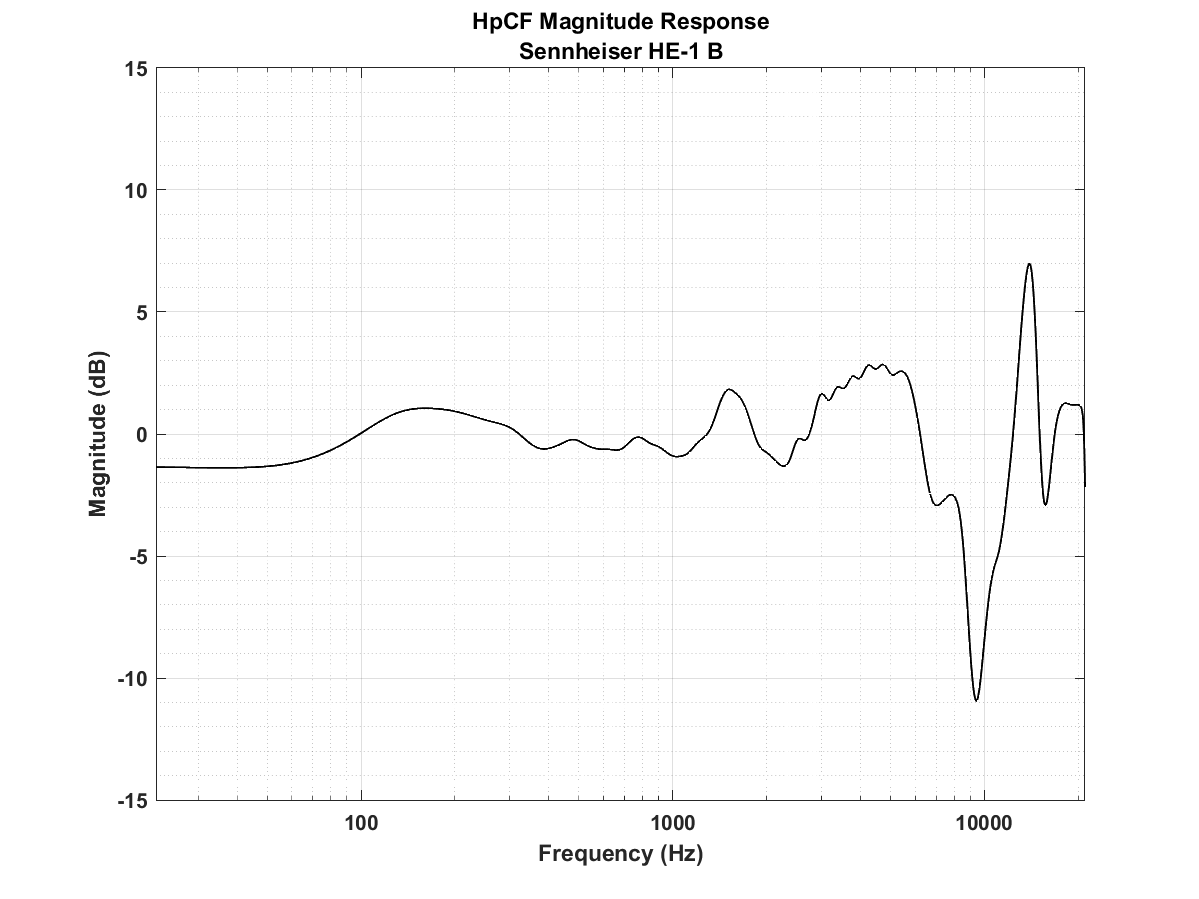 HpCF Magnitude Response
Sennheiser HE-1 B
15
10
5
0
-5
-10
-15
Magnitude (dB)
100
1000
10000
Frequency (Hz)